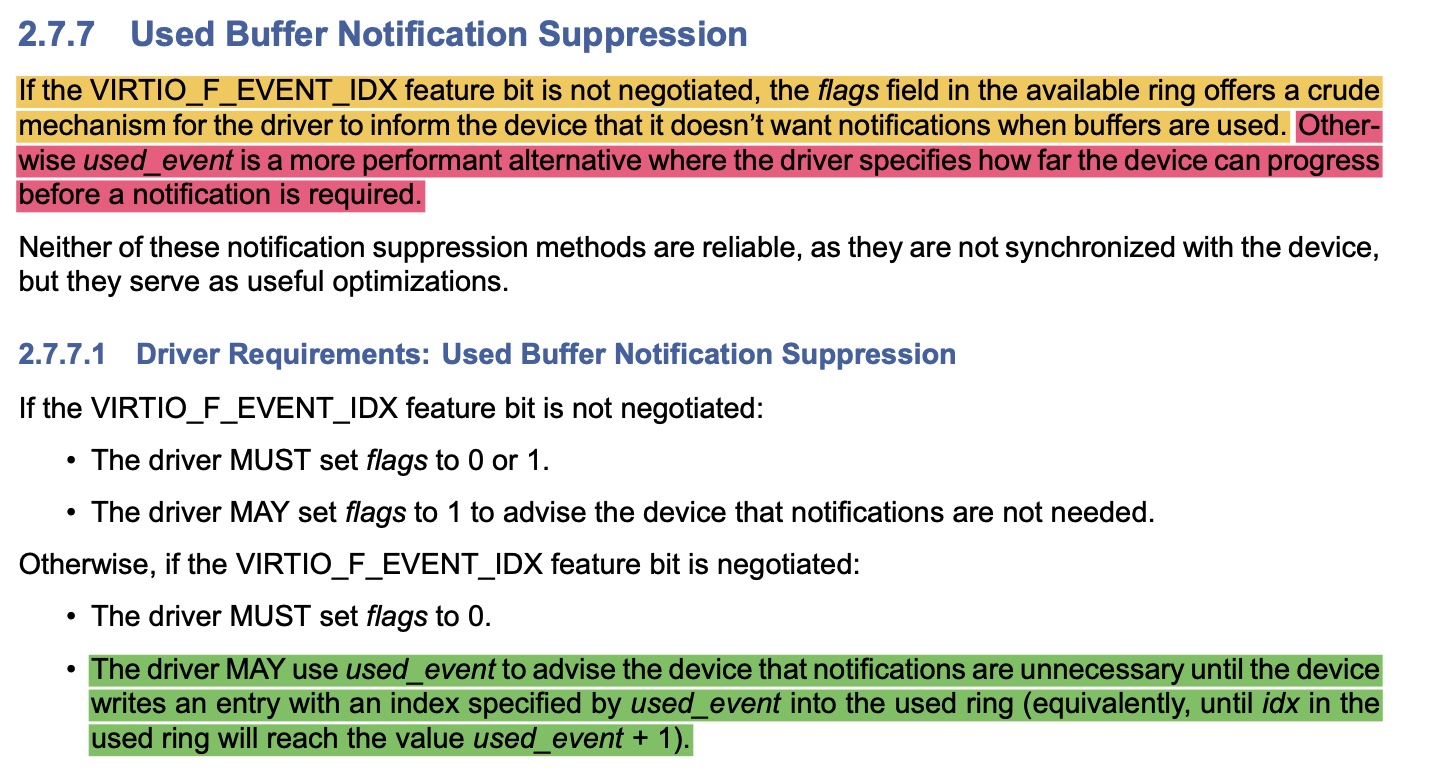 2.7.7 Used Buffer Notification Suppression
If the VIRTIO_F_EVENT_IDX feature bit is not negotiated, the flags field in the available ring offers a crude
mechanism for the driver to inform the device that it doesn’t want notifications when buffers are used. Other-
wise used_event is a more performant alternative where the driver specifies how far the device can progress
before a notification is required.
Neither of these notification suppression methods are reliable, as they are not synchronized with the device,
but they serve as useful optimizations.
2.7.7.1 Driver Requirements: Used Buffer Notification Suppression
If the VIRTIO_F_EVENT_IDX feature bit is not negotiated:
• The driver MUST set flags to 0 or 1.
• The driver MAY set flags to 1 to advise the device that notifications are not needed.
Otherwise, if the VIRTIO_F_EVENT_IDX feature bit is negotiated:
• The driver MUST set flags to 0.
• The driver MAY use used_event to advise the device that notifications are unnecessary until the device
writes an entry with an index specified by used_event into the used ring (equivalently, until idx in the
used ring will reach the value used_event + 1).